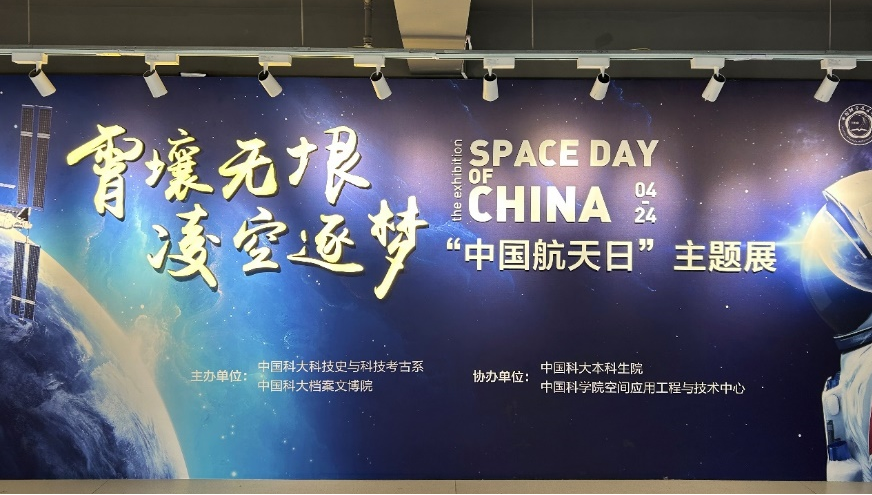 霄壤无垠
凌空逐梦
the exhibition
SPACE DAY
OF
CHINA
04
-
24
“中国航天日”主题展
主办单位：
中国科大科技史与科技考古系
中国科大档案文博院
协办单位：
中国科大本科生院
中国科学院空间应用工程与技术中心